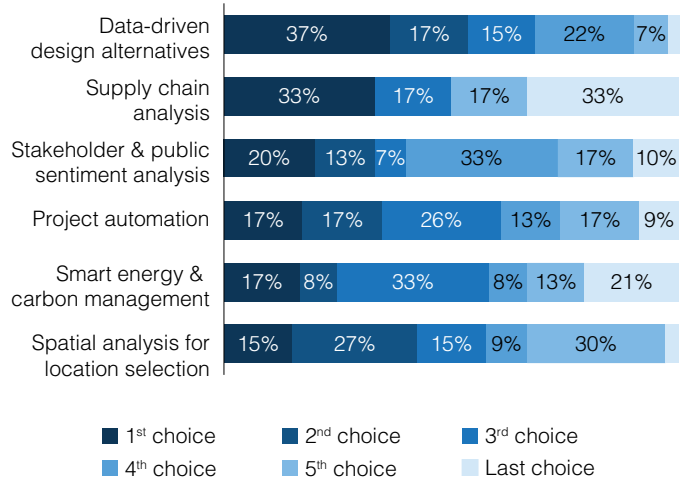 Data-driven
design alternatives
37% 17% 15% 22% 7%
Supply chain
analysis
33% 17% 17% 33%
Stakeholder & public
sentiment analysis
20% 13% 7% 33% 17% 10%
Project automation
17% 17% 26% 13% 17% 9%
Smart energy &
carbon management
17% 8% 33% 8% 13% 21%
Spatial analysis for
location selection
15% 27% 15% 9% 30%
1st choice 2nd choice 3rd choice
4th choice 5th choice Last choice